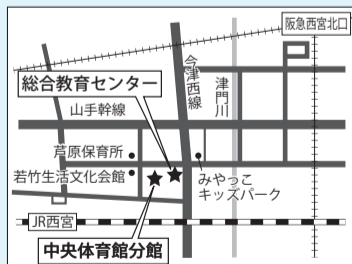 阪急西宮北口
総合教育センター
今津西線
津門川
山手幹線
芦原保育所
若竹生活文化会館
みやっこ
キッズパーク
JR西宮
中央体育館分館